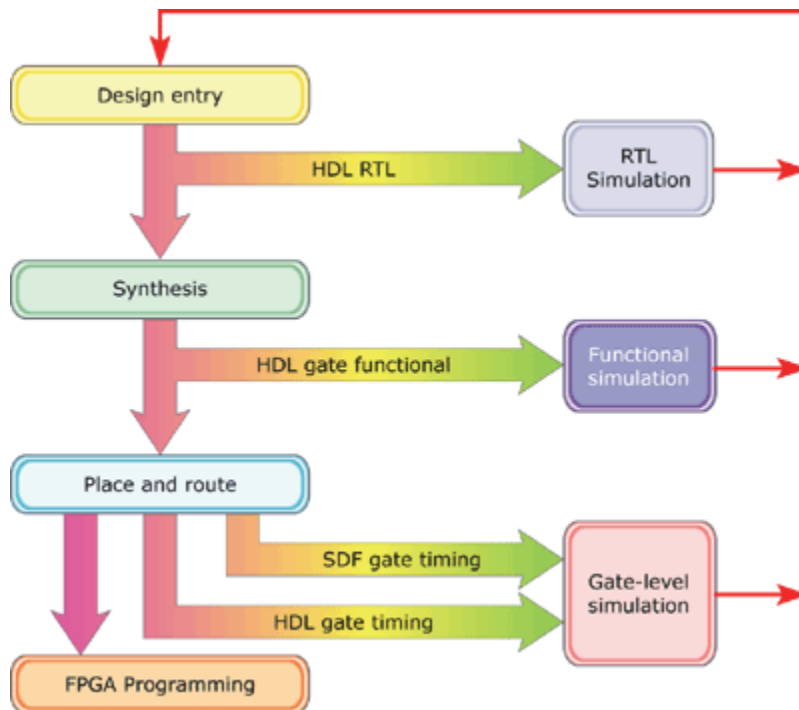 Design entry
HDL RTL
RTL
Simulation
Synthesis
HDL gate functional
Functional
simulation
Place and route
SDF gate timing
HDL gate timing
Gate-level
simulation
FPGA Programming